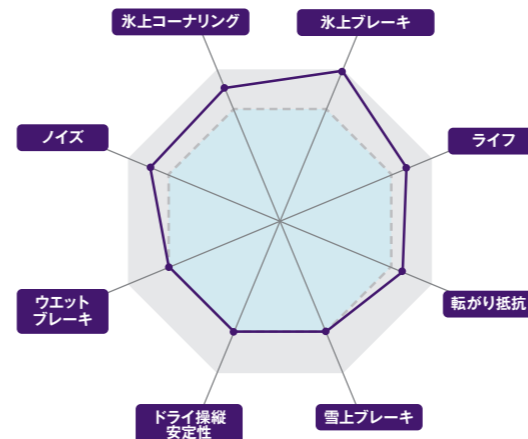 氷上コーナリング
氷上ブレーキ
ノイズ
ライフ
ウエット
ブレーキ
転がり抵抗
ドライ操縦
安定性
雪上ブレーキ